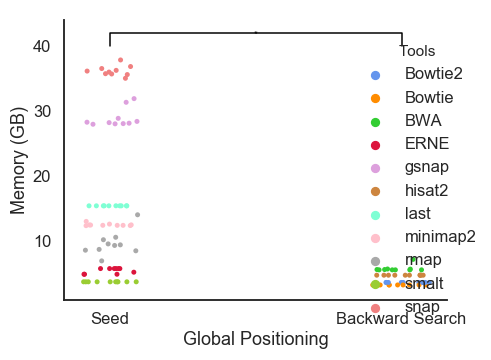 40
30
20
10
Memory (GB)
Seed
Backward Search
Global Positioning
Tools
Bowtie2
Bowtie
BWA
ERNE
gsnap
hisat2
last
minimap2
rmap
smalt
snap